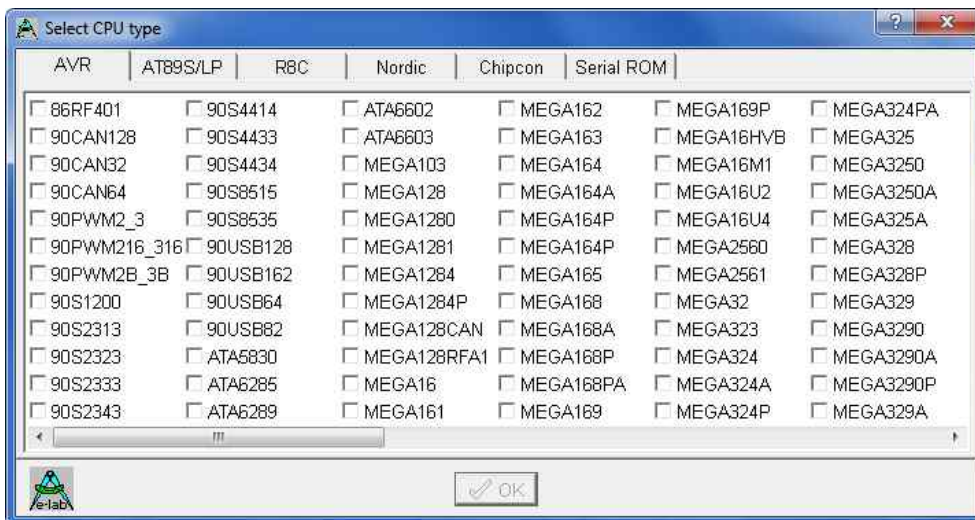 Select CPU type
AVR AT89S/LP R8C Nordic Chipcon Serial ROM
86RF401 90S4414 ATA6602 MEGA162 MEGA169P MEGA324PA
90CAN128 90S4433 ATA6603 MEGA163 MEGA16HVB MEGA325
90CAN32 90S4434 MEGA103 MEGA164 MEGA16M1 MEGA3250
90CAN64 90S8515 MEGA128 MEGA164A MEGA16U2 MEGA3250A
90PWM2_3 90S8535 MEGA1280 MEGA164P MEGA16U4 MEGA325A
90PWM216_316 90USB128 MEGA1281 MEGA164P MEGA2560 MEGA328
90PWM2B_3B 90USB162 MEGA1284 MEGA165 MEGA2561 MEGA328P
90S1200 90USB64 MEGA1284P MEGA168 MEGA32 MEGA329
90S2313 90USB82 MEGA128CAN MEGA168A MEGA323 MEGA3290
90S2323 ATA5830 MEGA128RFA1 MEGA168P MEGA324 MEGA3290A
90S2333 ATA6285 MEGA16 MEGA168PA MEGA324A MEGA3290P
90S2343 ATA6289 MEGA161 MEGA169 MEGA324P MEGA329A
e-lab
OK